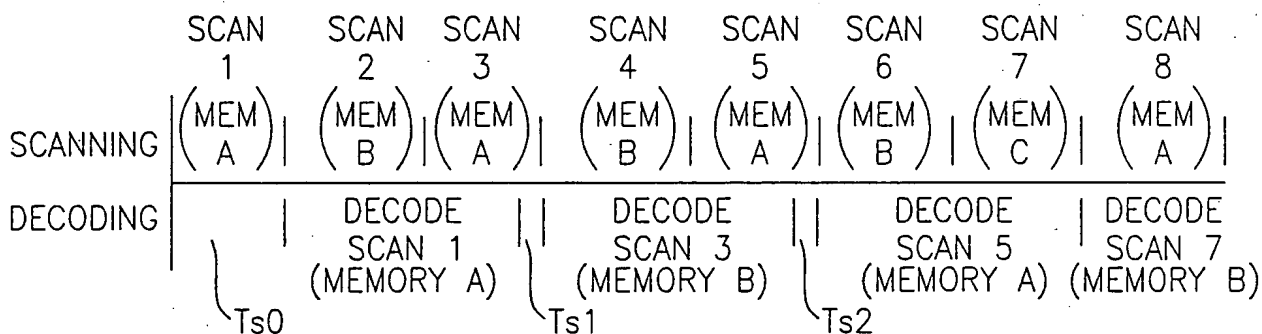 SCAN SCAN SCAN SCAN SCAN SCAN SCAN SCAN
1 2 3 4 5 6 7 8
SCANNING (MEM A) (MEM B) (MEM A) (MEM B) (MEM A) (MEM B) (MEM C) (MEM A)
DECODING DECODE DECODE DECODE DECODE
SCAN 1 SCAN 3 SCAN 5 SCAN 7
(MEMORY A) (MEMORY B) (MEMORY A) (MEMORY B)
Ts0 Ts1 Ts2